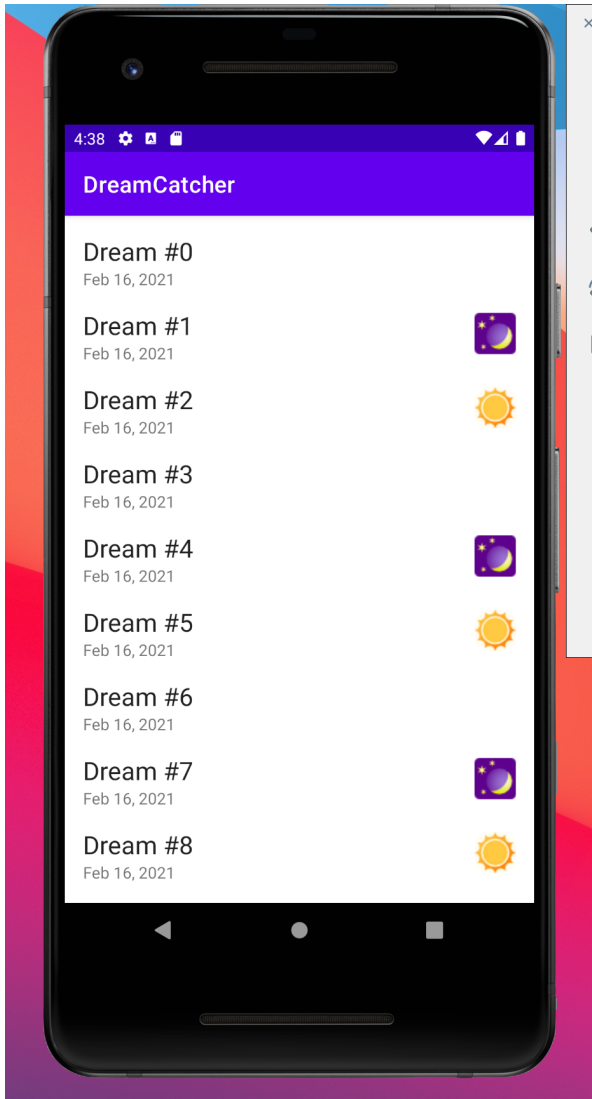 4:38
DreamCatcher
Dream #0
Feb 16, 2021
Dream #1
Feb 16, 2021
Dream #2
Feb 16, 2021
Dream #3
Feb 16, 2021
Dream #4
Feb 16, 2021
Dream #5
Feb 16, 2021
Dream #6
Feb 16, 2021
Dream #7
Feb 16, 2021
Dream #8
Feb 16, 2021